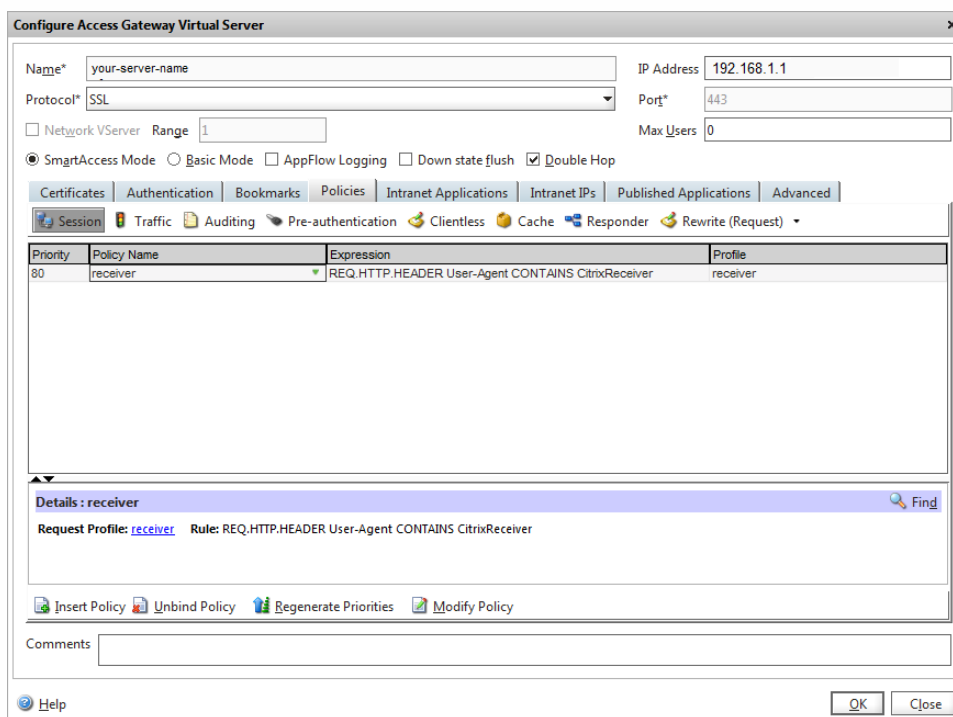 Configure Access Gateway Virtual Server
Name* your-server-name IP Address 192.168.1.1
Protocol* SSL Port* 443
Network VServer Range 1 Max Users 0
SmartAccess Mode Basic Mode AppFlow Logging Down state flush Double Hop
Certificates Authentication Bookmarks Policies Intranet Applications Intranet IPs Published Applications Advanced
Session Traffic Auditing Pre-authentication Clientless Cache Responder Rewrite (Request)
Priority Policy Name Expression Profile
80 receiver REQ.HTTP.HEADER User-Agent CONTAINS CitrixReceiver receiver
Details : receiver Find
Request Profile: receiver Rule: REQ.HTTP.HEADER User-Agent CONTAINS CitrixReceiver
Insert Policy Unbind Policy Regenerate Priorities Modify Policy
Comments
Help OK Close